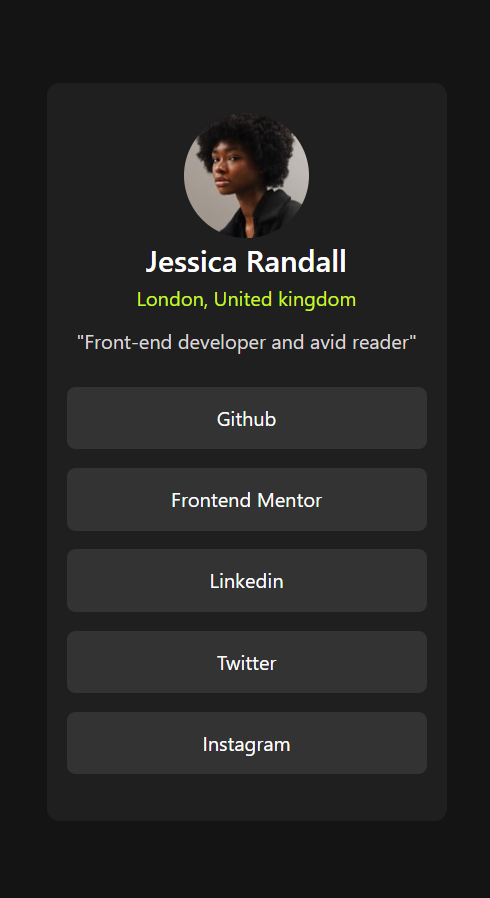 Jessica Randall
London, United kingdom
"Front-end developer and avid reader"
Github
Frontend Mentor
Linkedin
Twitter
Instagram